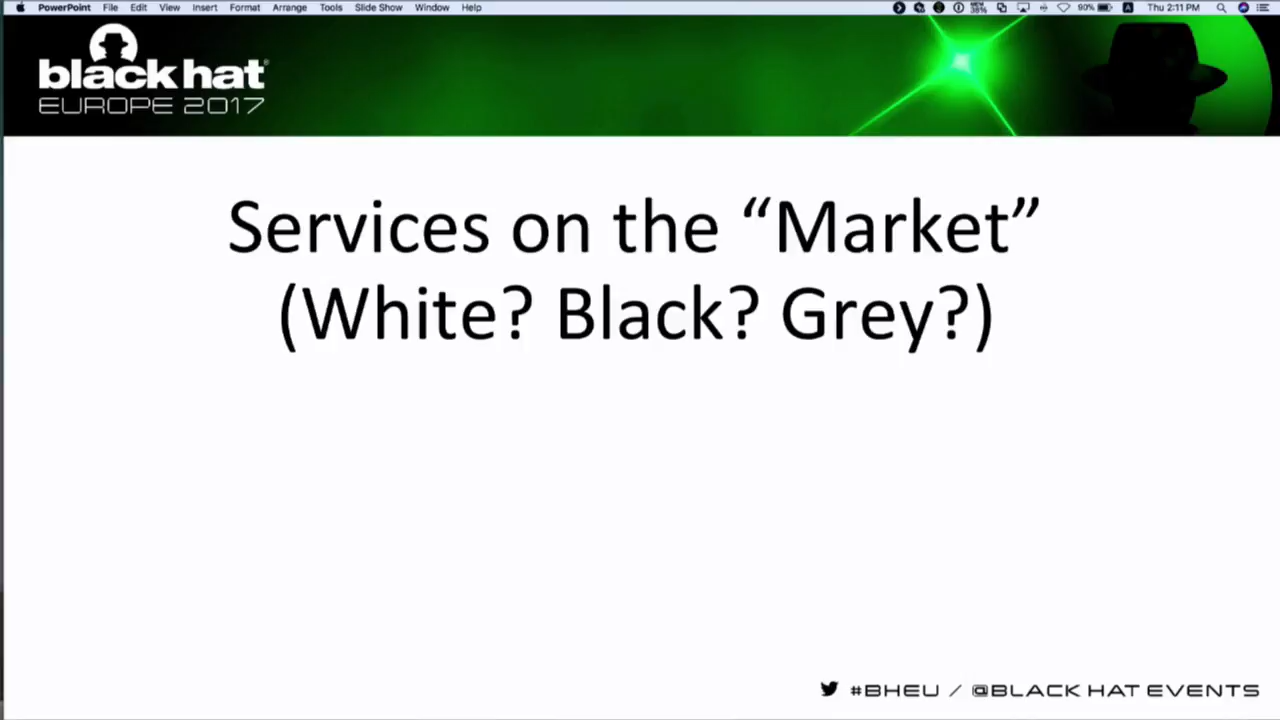 PowerPoint File Edit View Insert Format Arrange Tools Slide Show Window Help 90% Thu 2:11 PM
black hat®
EUROPE 2017
Services on the “Market”
(White? Black? Grey?)
#BHEU / @BLACK HAT EVENTS